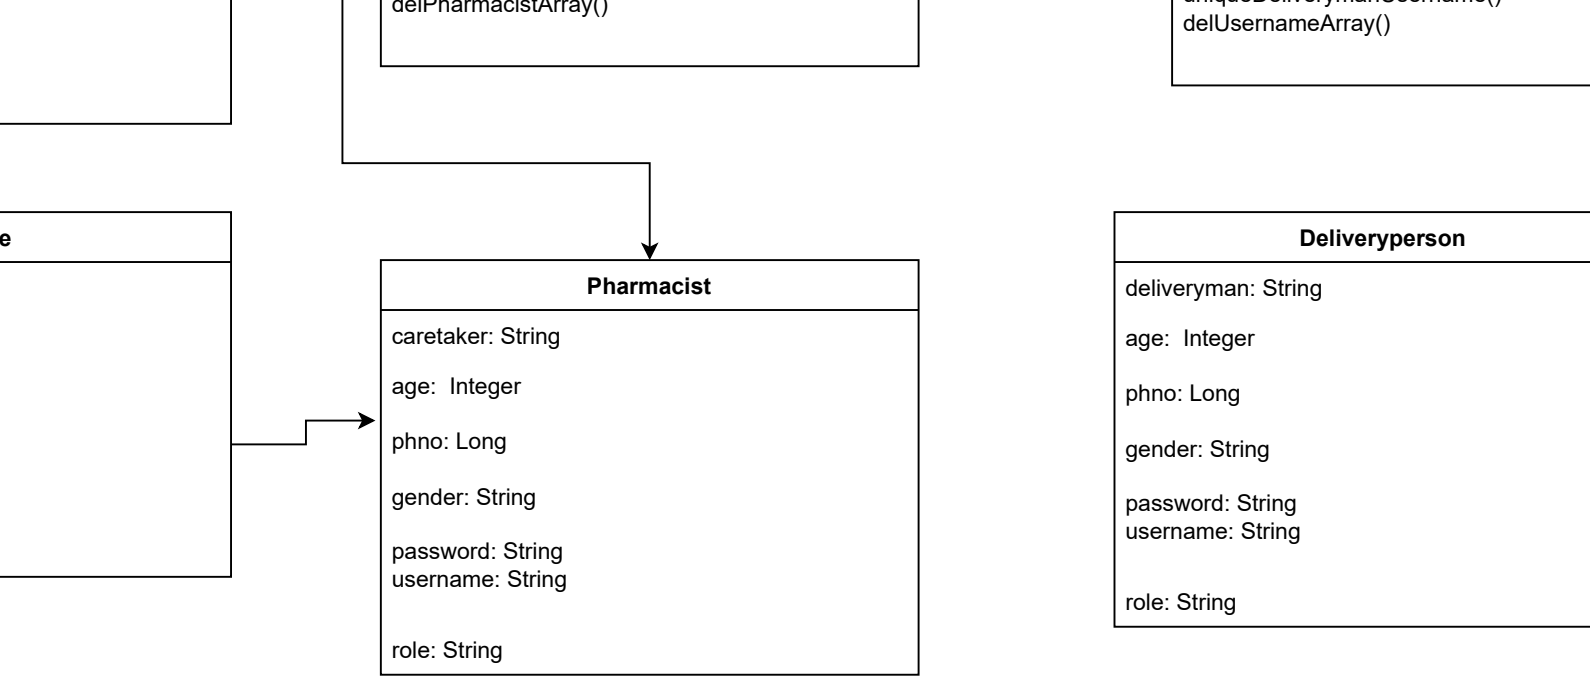 delPharmacistArray()
uniqueDeliverymanUsername()
delUsernameArray()
e
Pharmacist
caretaker: String
age:  Integer
phno: Long
gender: String
password: String
username: String
role: String
Deliveryperson
deliveryman: String
age:  Integer
phno: Long
gender: String
password: String
username: String
role: String